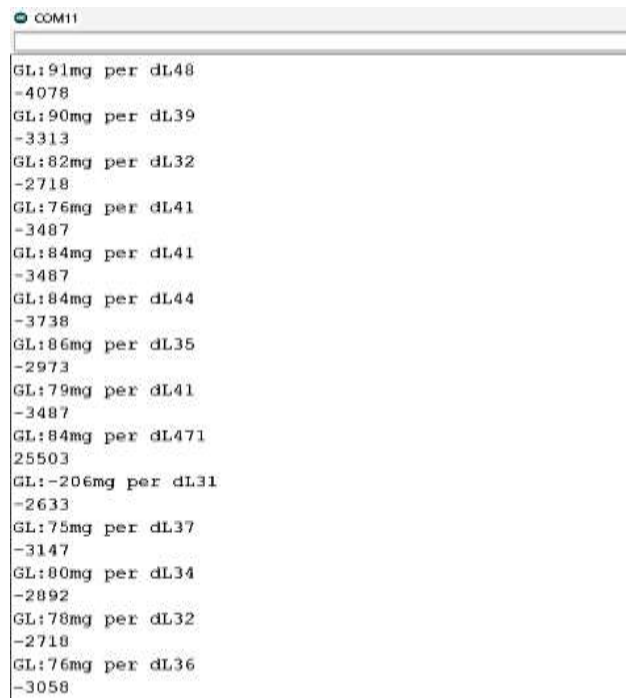 COM11
GL:91mg per dL48
-4078
GL:90mg per dL39
-3313
GL:82mg per dL32
-2718
GL:76mg per dL41
-3487
GL:84mg per dL41
-3487
GL:84mg per dL44
-3738
GL:86mg per dL35
-2973
GL:79mg per dL41
-3487
GL:84mg per dL471
25503
GL:-206mg per dL31
-2633
GL:75mg per dL37
-3147
GL:80mg per dL34
-2892
GL:78mg per dL32
-2718
GL:76mg per dL36
-3058